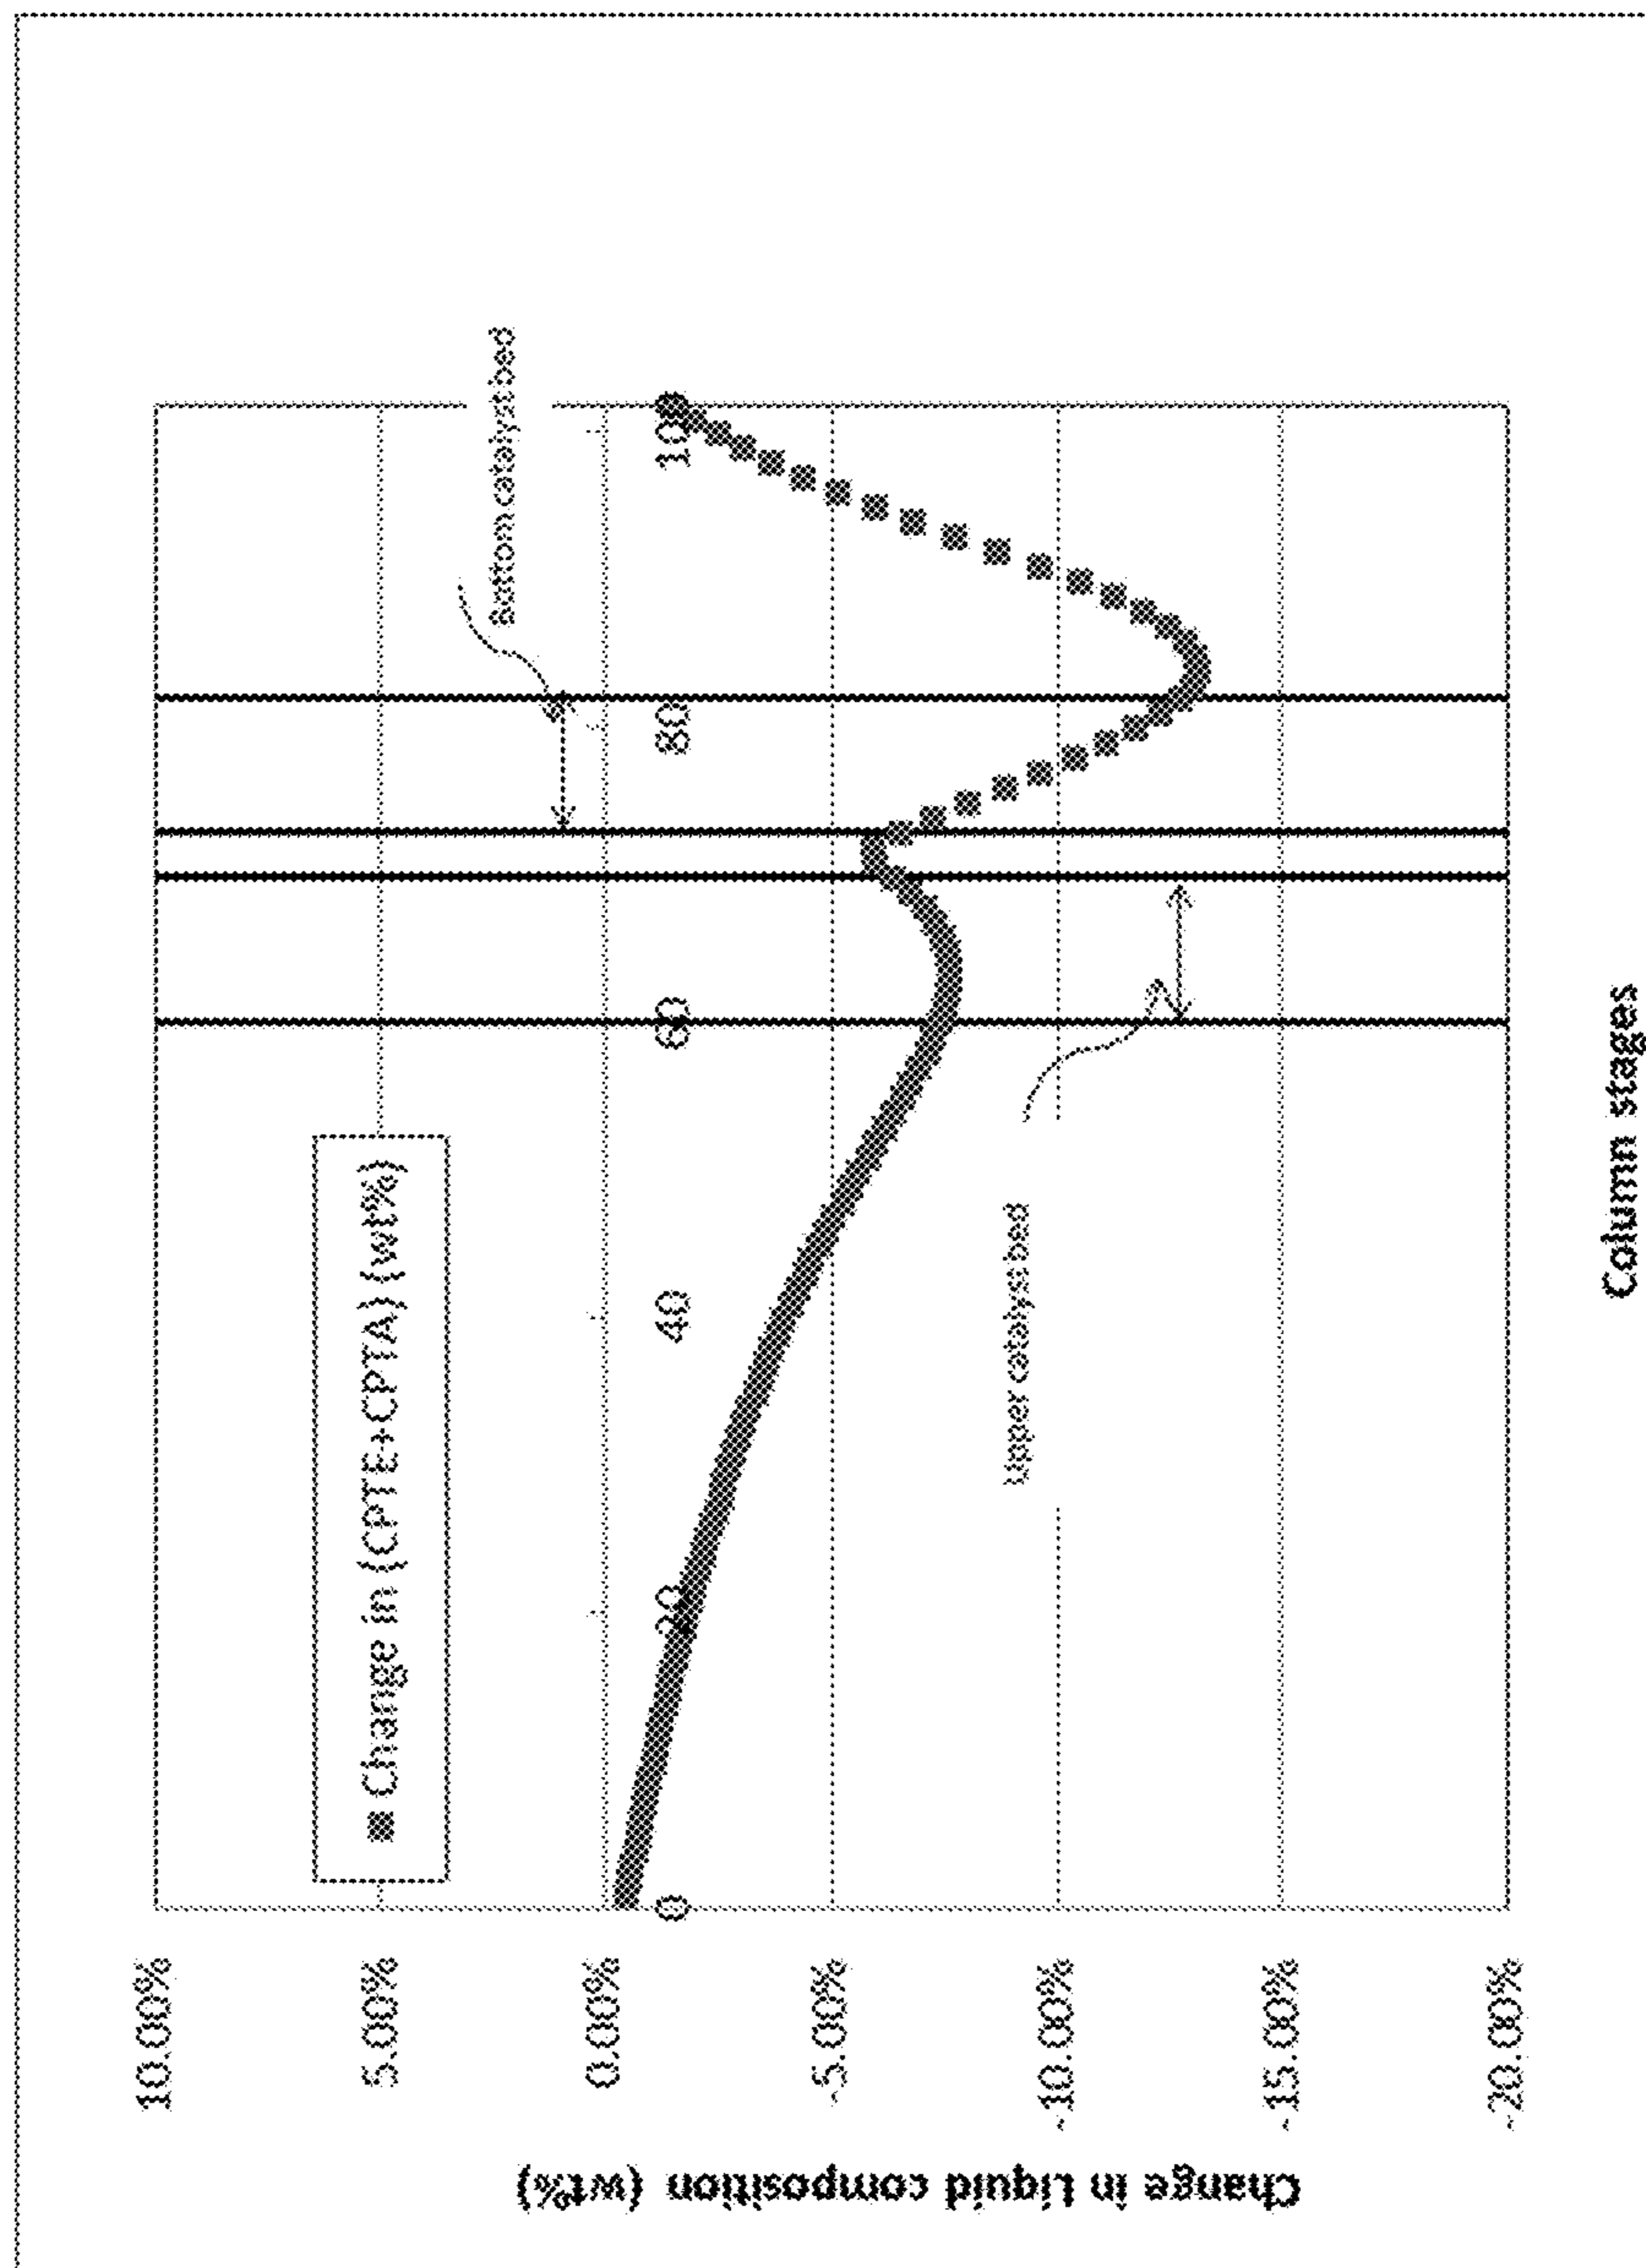 Change in Liquid composition (wt%)
10.00%
5.00%
0.00%
-5.00%
-10.00%
-15.00%
-20.00%
Change in (CPTE+CPTA) (wt%)
Bottom catalyst bed
Upper catalyst bed
0
20
40
60
80
100
Column stages